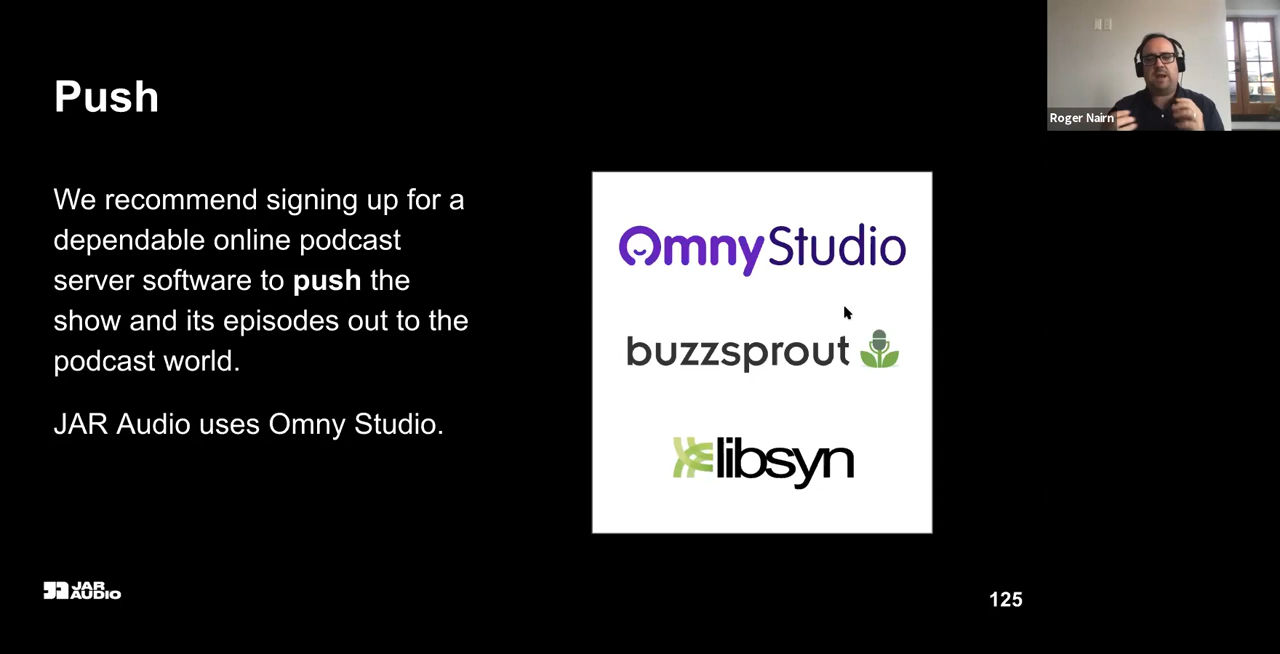 Push
Roger Nairn
We recommend signing up for a
dependable online podcast
server software to push the
show and its episodes out to the
podcast world.
JAR Audio uses Omny Studio.
OmnyStudio
buzzsprout
libsyn
JAR
AUDIO
125